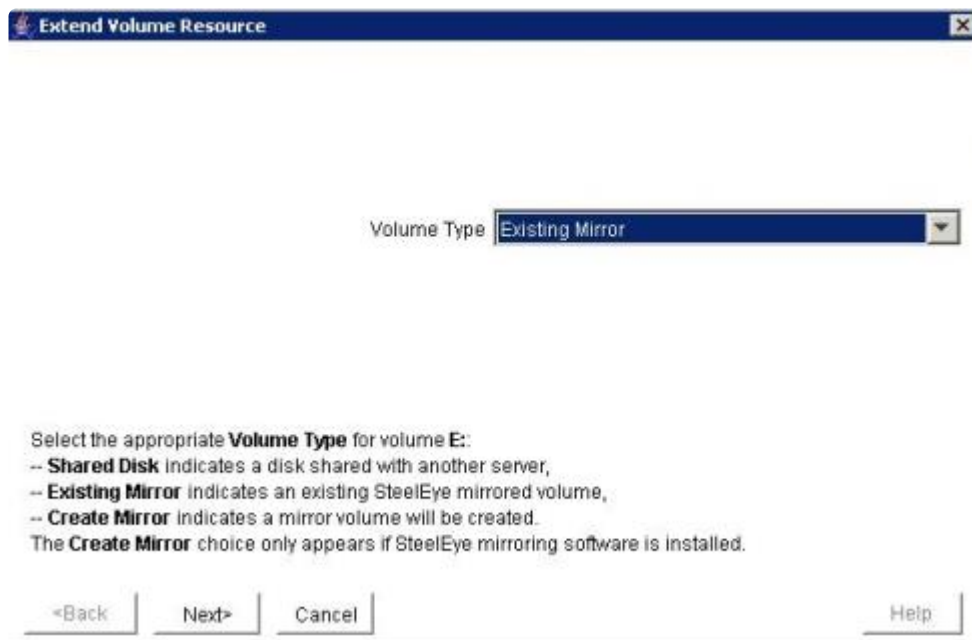 Extend Volume Resource
Volume Type Existing Mirror
Select the appropriate Volume Type for volume E:.
-- Shared Disk indicates a disk shared with another server,
-- Existing Mirror indicates an existing SteelEye mirrored volume,
-- Create Mirror indicates a mirror volume will be created.
The Create Mirror choice only appears if SteelEye mirroring software is installed.
<Back Next> Cancel Help